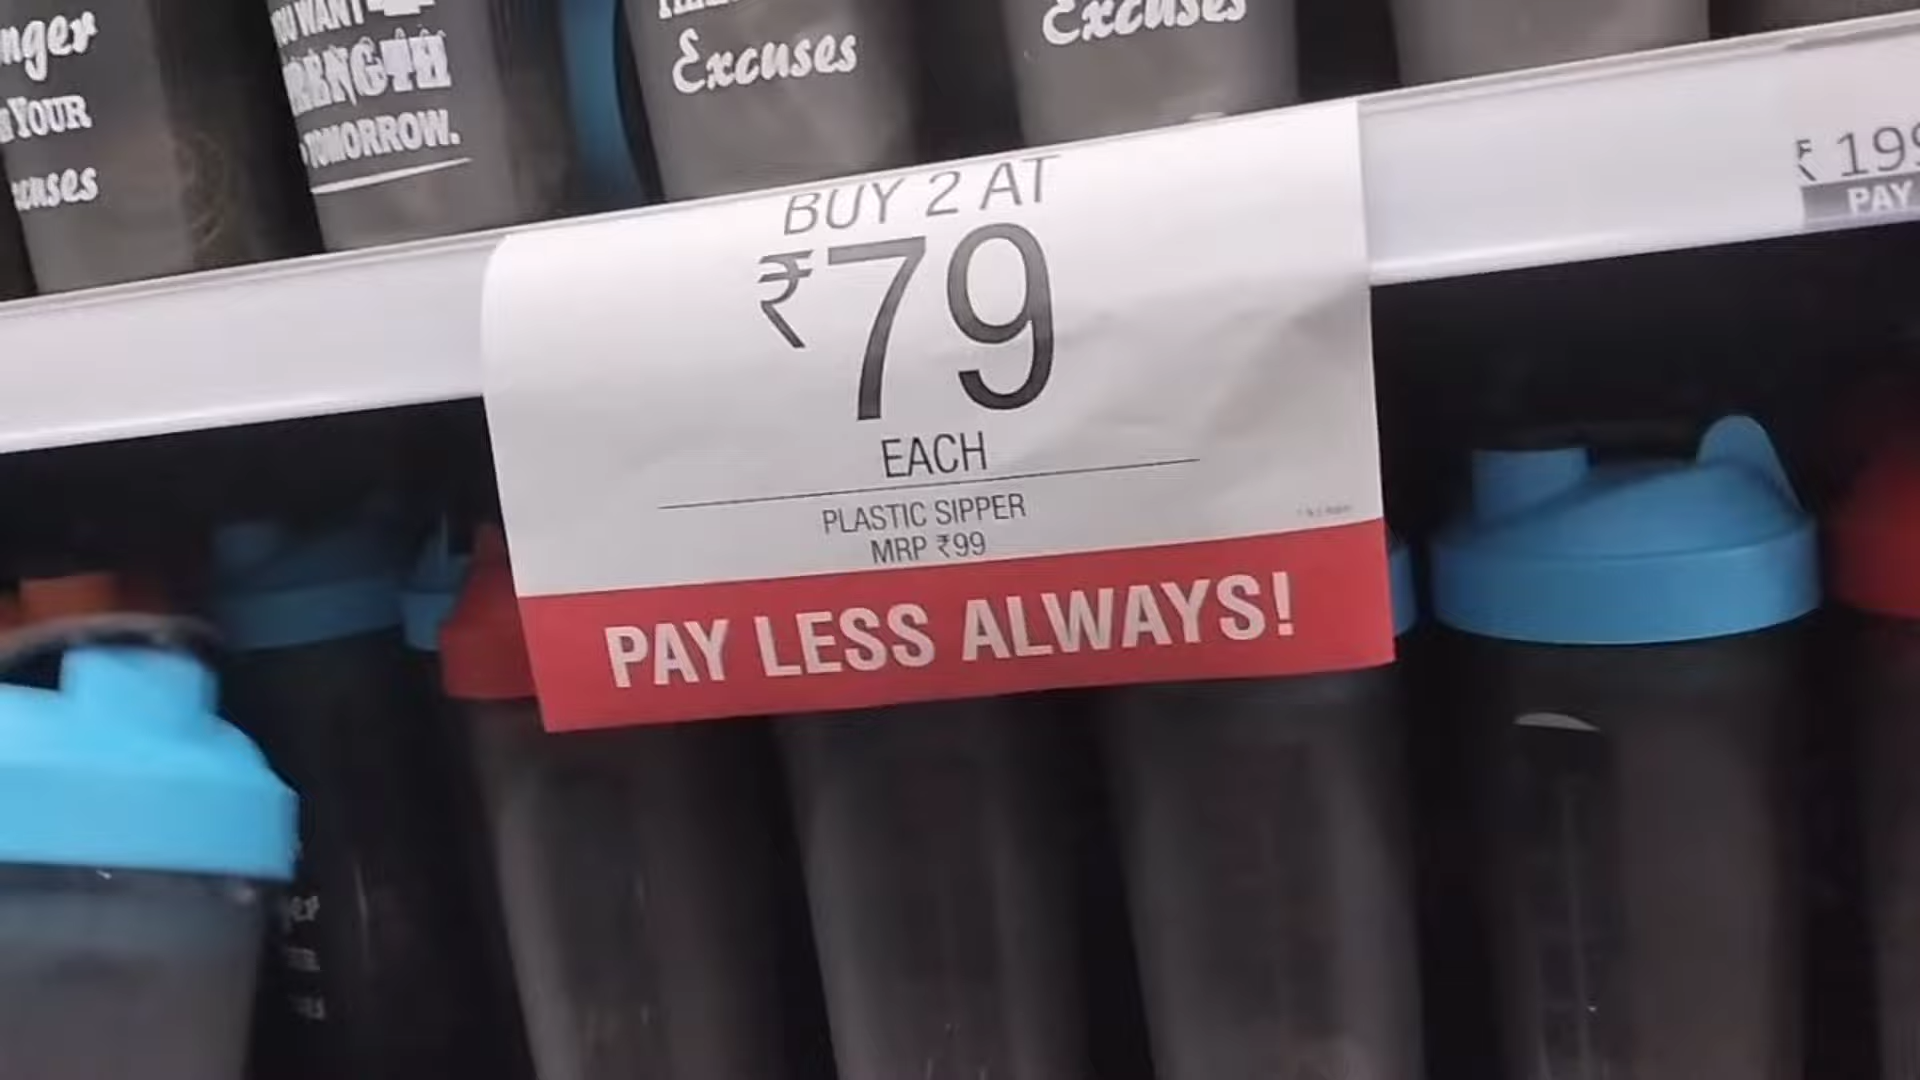 Excuses
Excuses
YOUR
TOMORROW.
BUY 2 AT
₹79
EACH
PLASTIC SIPPER
MRP ₹99
PAY LESS ALWAYS!
₹ 199
PAY